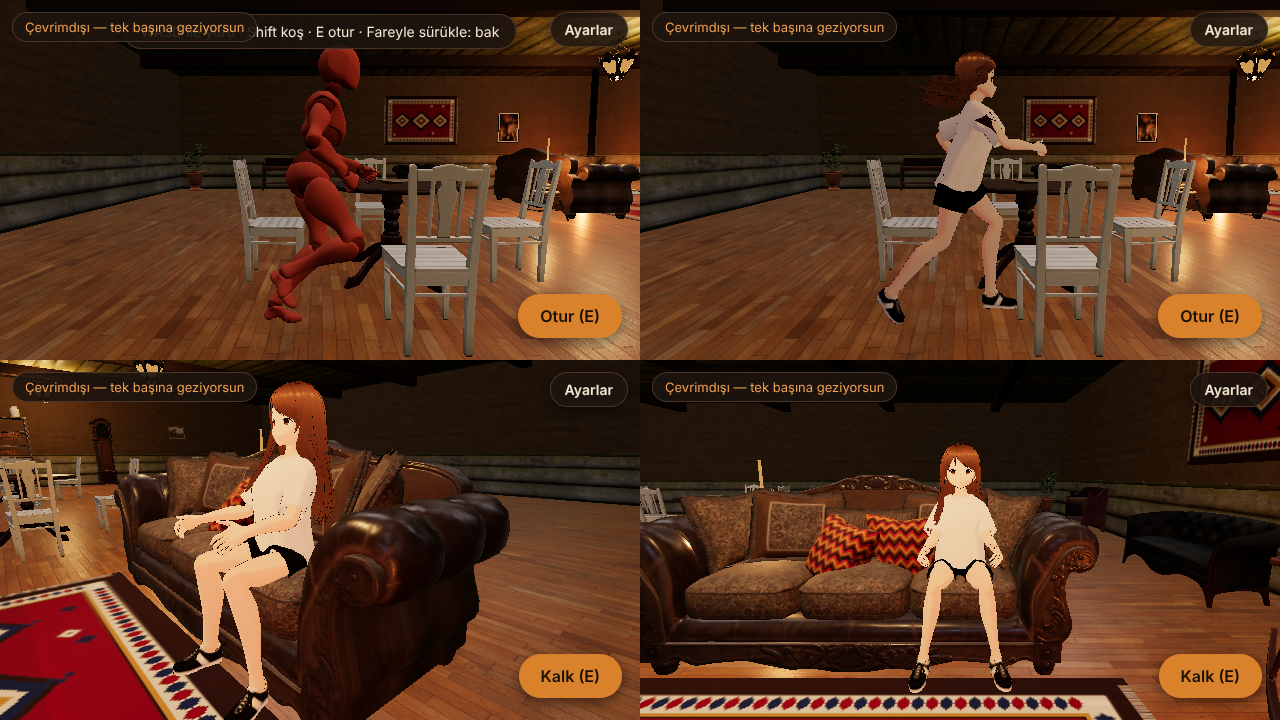 Çevrimdışı — tek başına geziyorsun
Shift koş · E otur · Fareyle sürükle: bak
Ayarlar
Otur (E)
Çevrimdışı — tek başına geziyorsun
Ayarlar
Otur (E)
Çevrimdışı — tek başına geziyorsun
Ayarlar
Kalk (E)
Çevrimdışı — tek başına geziyorsun
Ayarlar
Kalk (E)